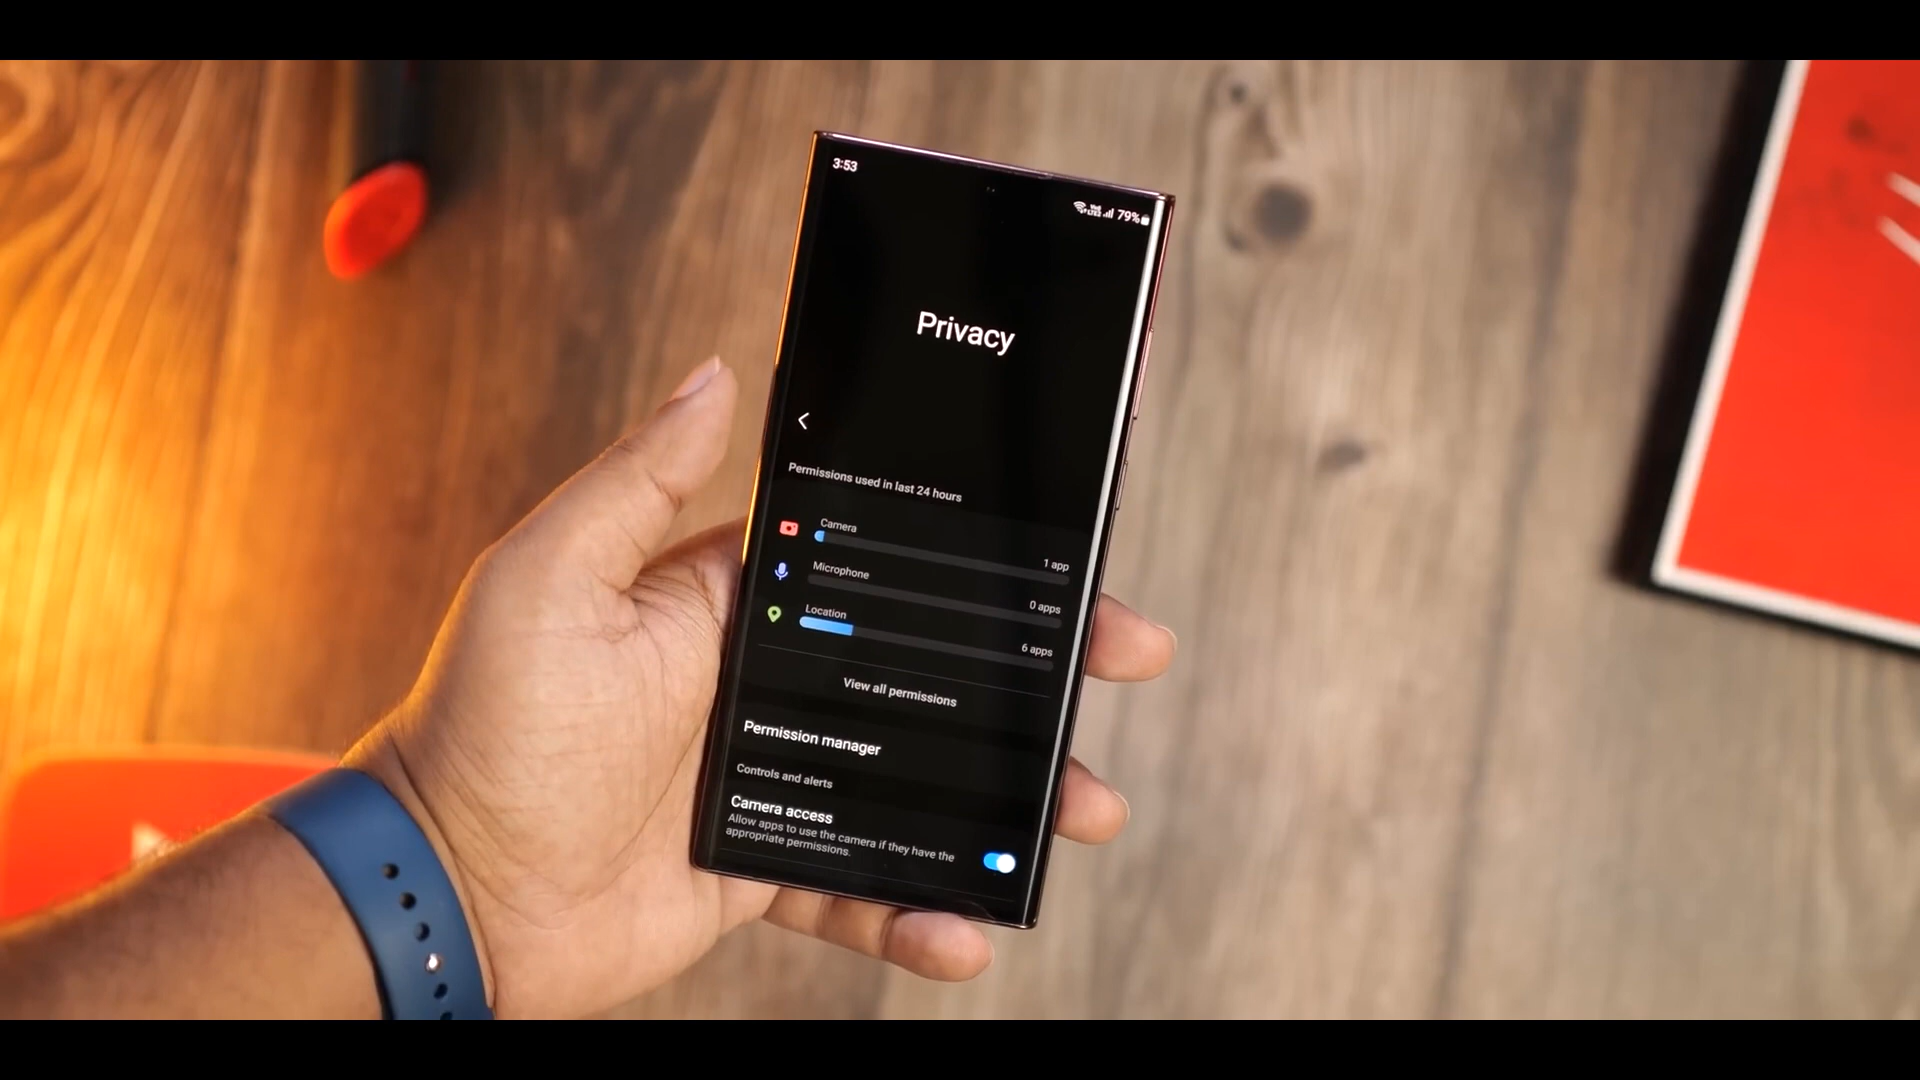 3:53
79%
Privacy
Permissions used in last 24 hours
Camera
1 app
Microphone
0 apps
Location
6 apps
View all permissions
Permission manager
Controls and alerts
Camera access
Allow apps to use the camera if they have the
appropriate permissions.